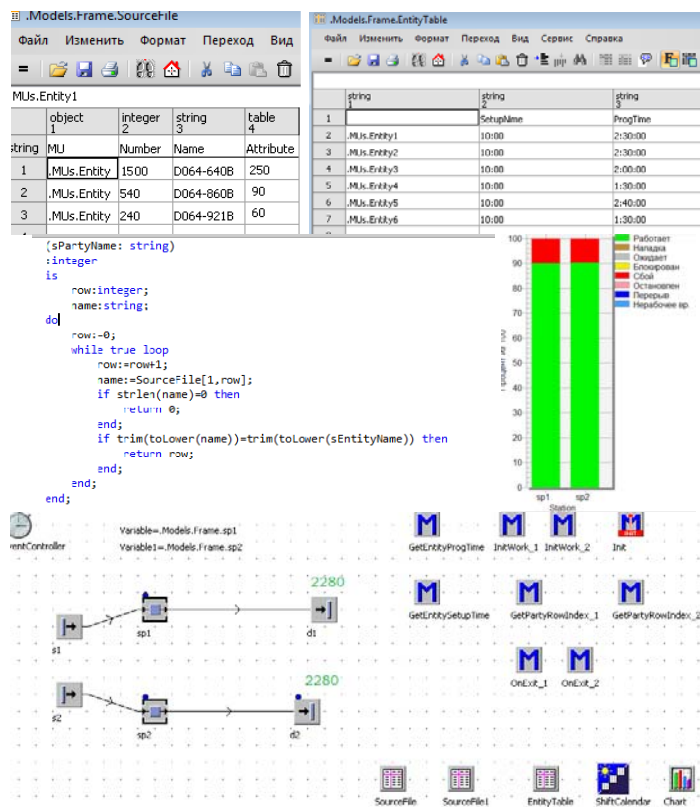 .Models.Frame.SourceFile
Файл Изменить Формат Переход Вид
MUs.Entity1
object 1 integer 2 string 3 table 4
string MU Number Name Attribute
1 .MUs.Entity 1500 D064-640B 250
2 .MUs.Entity 540 D064-860B 90
3 .MUs.Entity 240 D064-921B 60
.Models.Frame.EntityTable
Файл Изменить Формат Переход Вид Сервис Справка
string 1 string 2 string 3
1 SetupNme ProgTime
2 .MUs.Entity1 10:00 2:30:00
3 .MUs.Entity2 10:00 2:30:00
4 .MUs.Entity3 10:00 2:00:00
5 .MUs.Entity4 10:00 1:30:00
6 .MUs.Entity5 10:00 2:40:00
7 .MUs.Entity6 10:00 1:30:00
(sPartyName: string)
:integer
is
row:integer;
name:string;
do
row:=0;
while true loop
row:=row+1;
name:=SourceFile[1,row];
if strlen(name)=0 then
return 0;
end;
if trim(toLower(name))=trim(toLower(sEntityName)) then
return row;
end;
end;
end;
100
90
80
70
60
50
40
30
20
10
0
sp1 sp2
Station
Работает
Наладка
Ожидает
Блокирован
Сбой
Остановлен
Перерыв
Нерабочее вр.
ventController
Variable=.Models.Frame.sp1
Variable1=.Models.Frame.sp2
GetEntityProgTime InitWork_1 InitWork_2 Init
2280
s1 sp1 d1
GetEntitySetupTime GetPartyRowIndex_1 GetPartyRowIndex_2
2280
s2 sp2 d2
OnExit_1 OnExit_2
SourceFile SourceFile1 EntityTable ShiftCalendar Chart